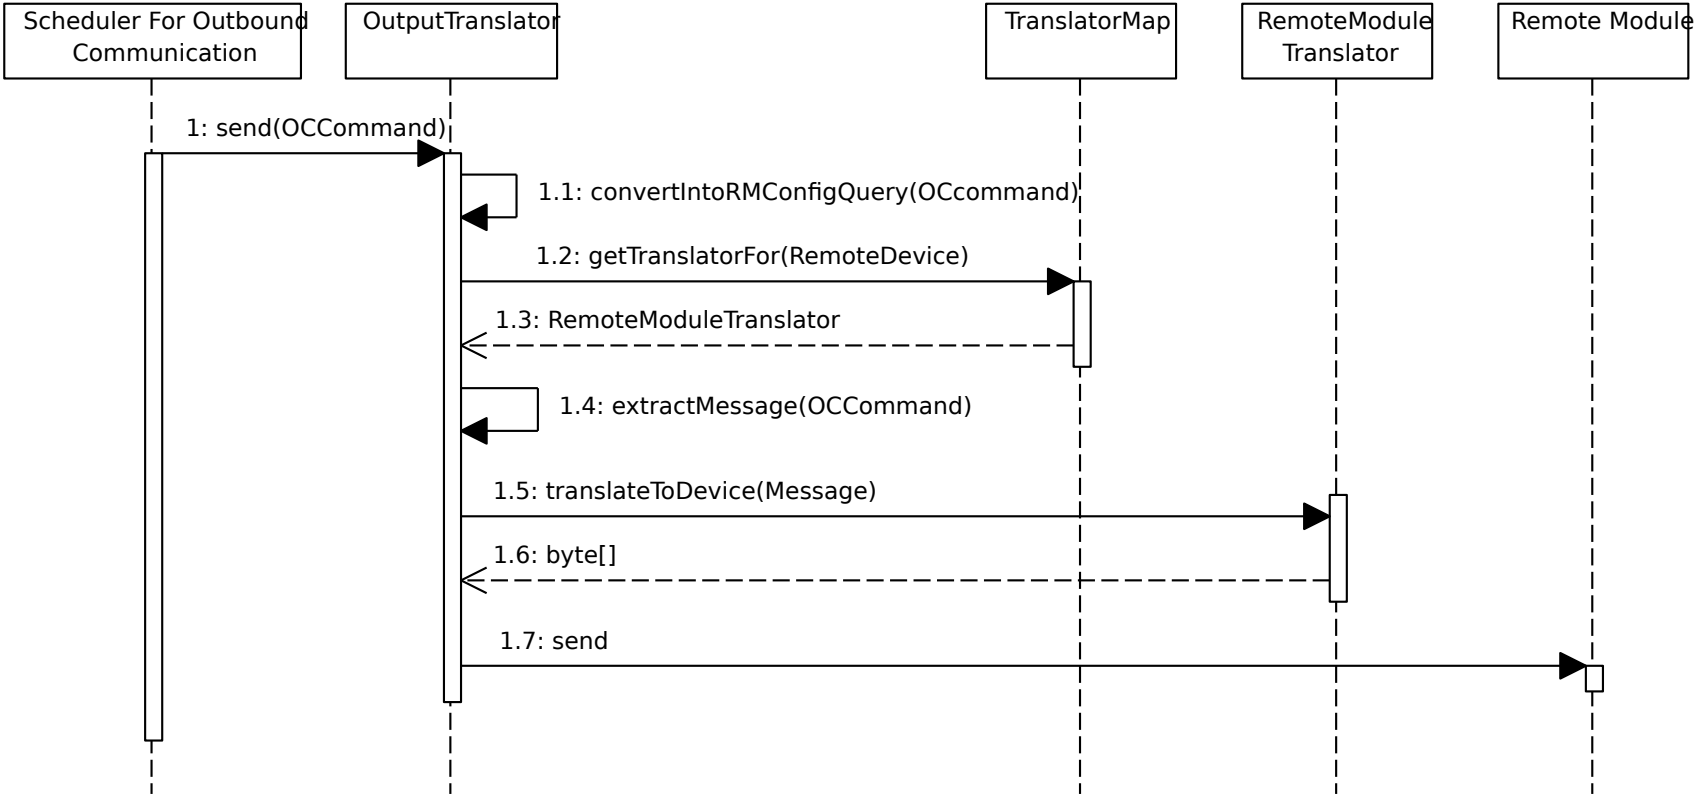 Scheduler For Outbound
Communication
OutputTranslator
TranslatorMap
RemoteModule
Translator
Remote Module
1: send(OCCommand)
1.1: convertIntoRMConfigQuery(OCcommand)
1.2: getTranslatorFor(RemoteDevice)
1.3: RemoteModuleTranslator
1.4: extractMessage(OCCommand)
1.5: translateToDevice(Message)
1.6: byte[]
1.7: send